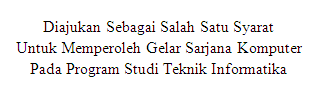 Diajukan Sebagai Salah Satu Syarat
Untuk Memperoleh Gelar Sarjana Komputer
Pada Program Studi Teknik Informatika